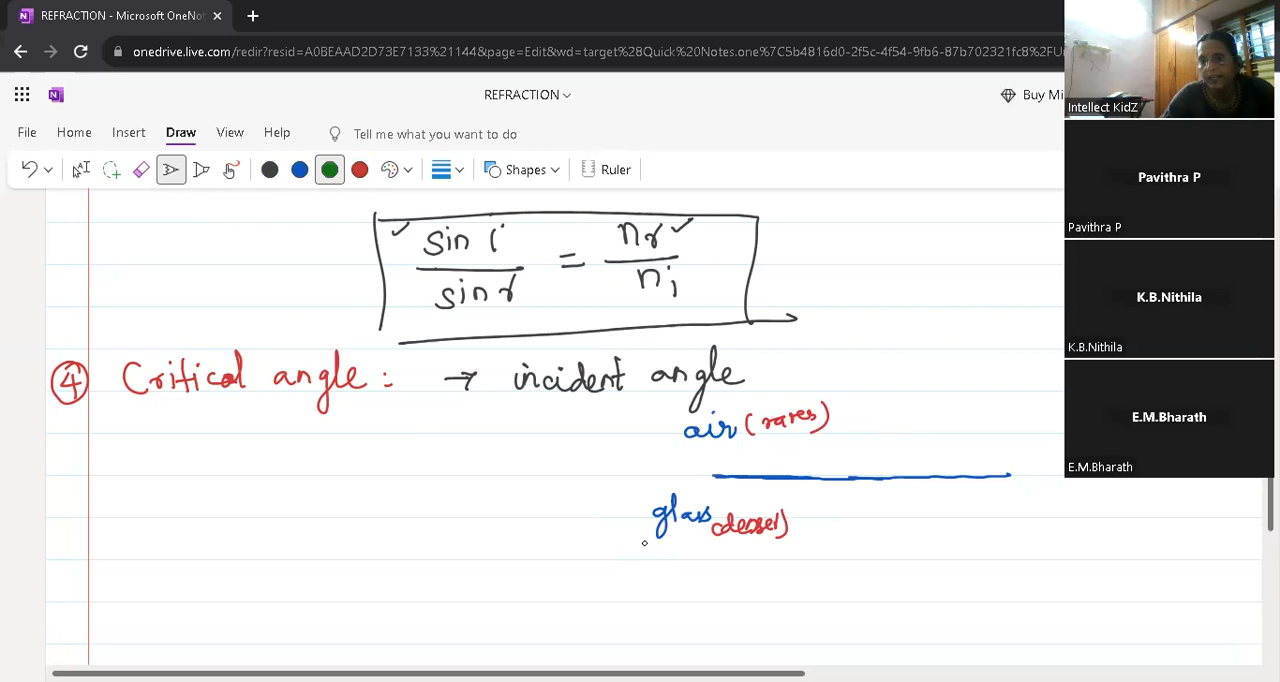 REFRACTION - Microsoft OneNot
onedrive.live.com/redir?resid=A0BEAAD2D73E7133%21144&page=Edit&wd=target%28Quick%20Notes.one%7C5b4816d0-2f5c-4f54-9fb6-87b702321fc8%2FU
REFRACTION
Buy Mi
File Home Insert Draw View Help Tell me what you want to do
Shapes Ruler
sin i / sin r = nr / ni
④ Critical angle: → incident angle
air (rarer)
glass denser)
Intellect KidZ
Pavithra P
Pavithra P
K.B.Nithila
K.B.Nithila
E.M.Bharath
E.M.Bharath